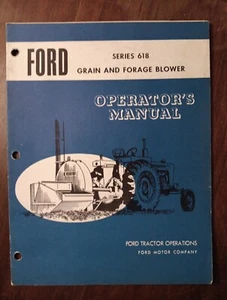 FORD
SERIES 618
GRAIN AND FORAGE BLOWER
OPERATOR'S
MANUAL
FORD TRACTOR OPERATIONS
FORD MOTOR COMPANY